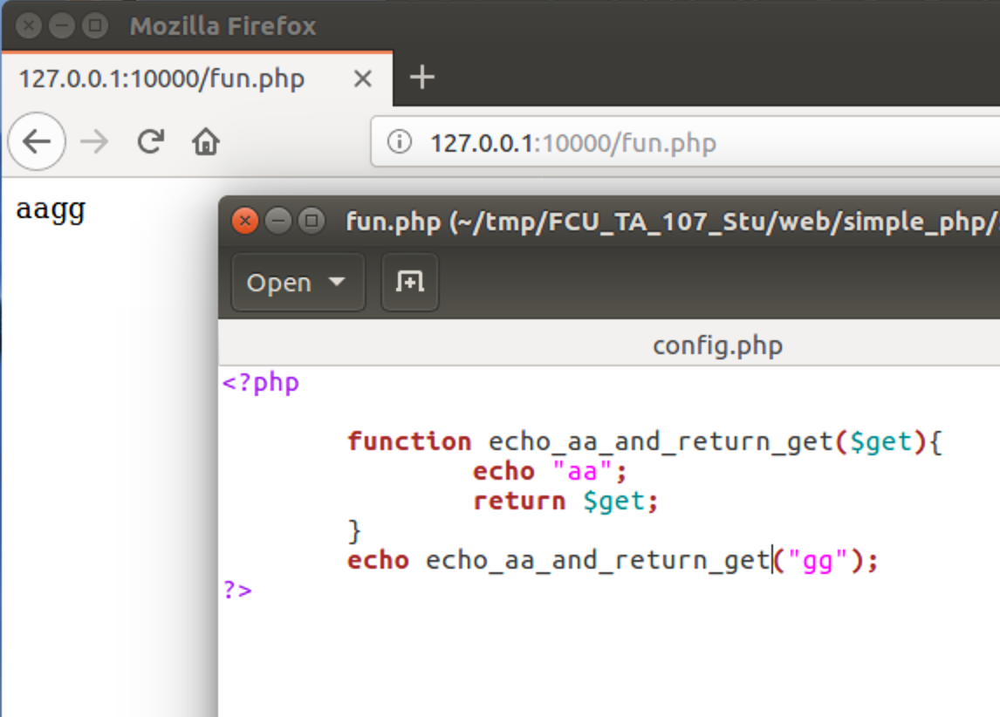 Mozilla Firefox
127.0.0.1:10000/fun.php
127.0.0.1:10000/fun.php
aagg
fun.php (~/tmp/FCU_TA_107_Stu/web/simple_php/
Open
config.php
<?php
function echo_aa_and_return_get($get){
echo "aa";
return $get;
}
echo echo_aa_and_return_get("gg");
?>